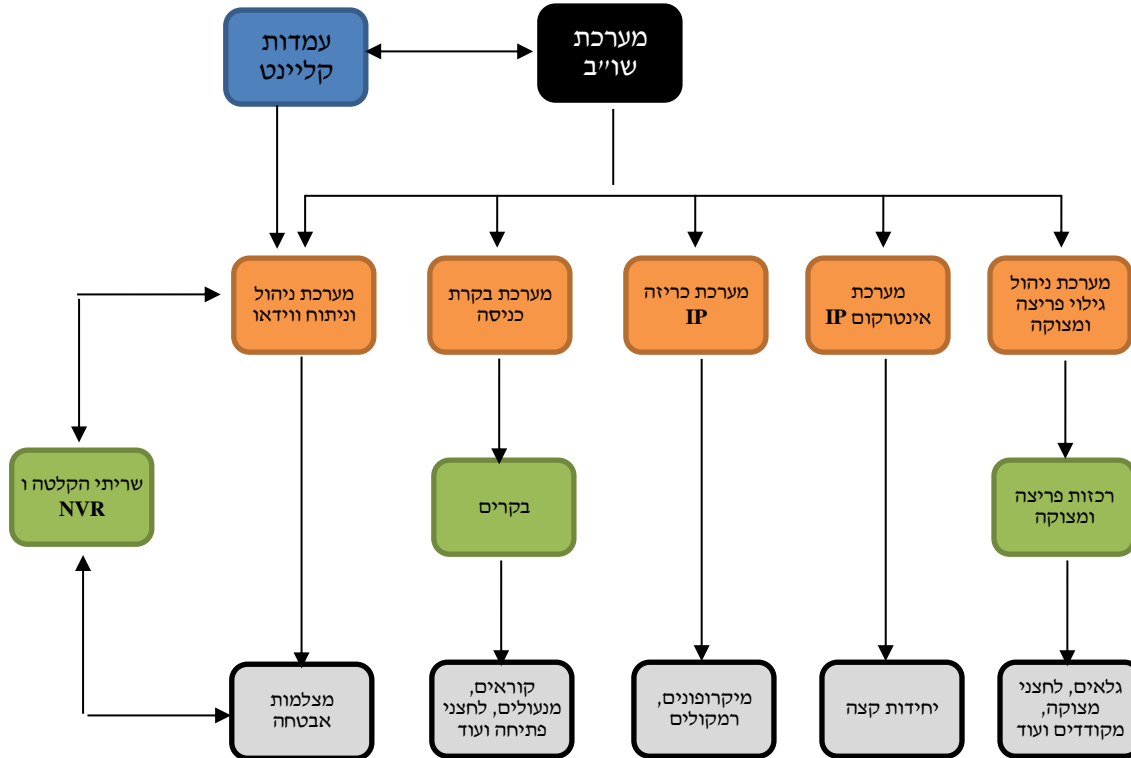 מערכת
שו״ב
עמדות
קליינט
מערכת ניהול
גילוי פריצה
ומצוקה
מערכת
אינטרקום IP
מערכת כריזה
IP
מערכת בקרת
כניסה
מערכת ניהול
וניתוח ווידאו
רכזות פריצה
ומצוקה
בקרים
שריתי הקלטה ו
NVR
גלאים, לחצני
מצוקה,
מקודדים ועוד
יחידות קצה
מיקרופונים,
רמקולים
קוראים,
מנעולים, לחצני
פתיחה ועוד
מצלמות
אבטחה